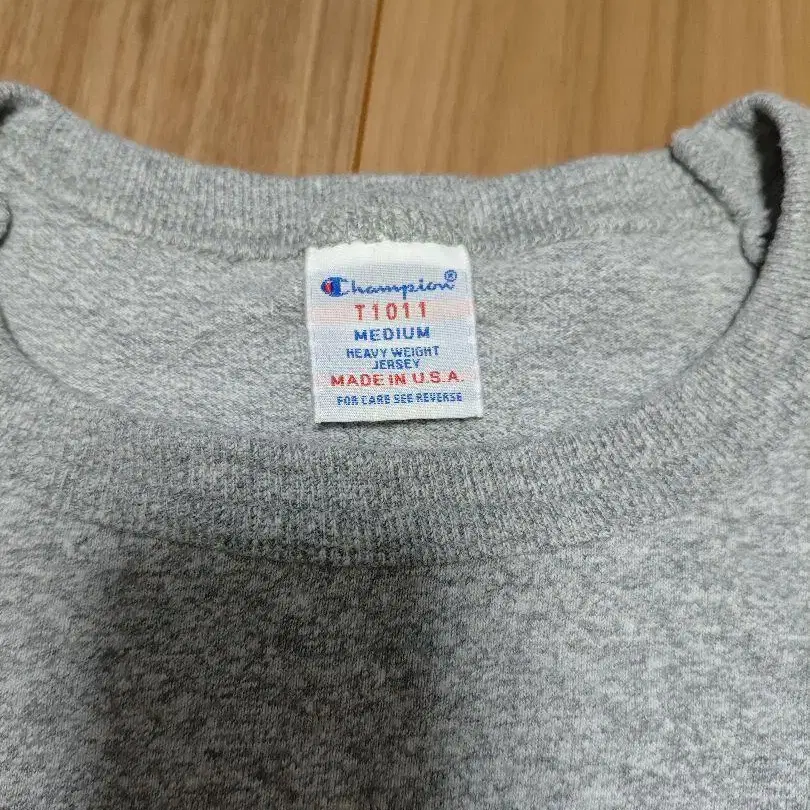 Champion®
T1011
MEDIUM
HEAVY WEIGHT
JERSEY
MADE IN U.S.A.
FOR CARE SEE REVERSE